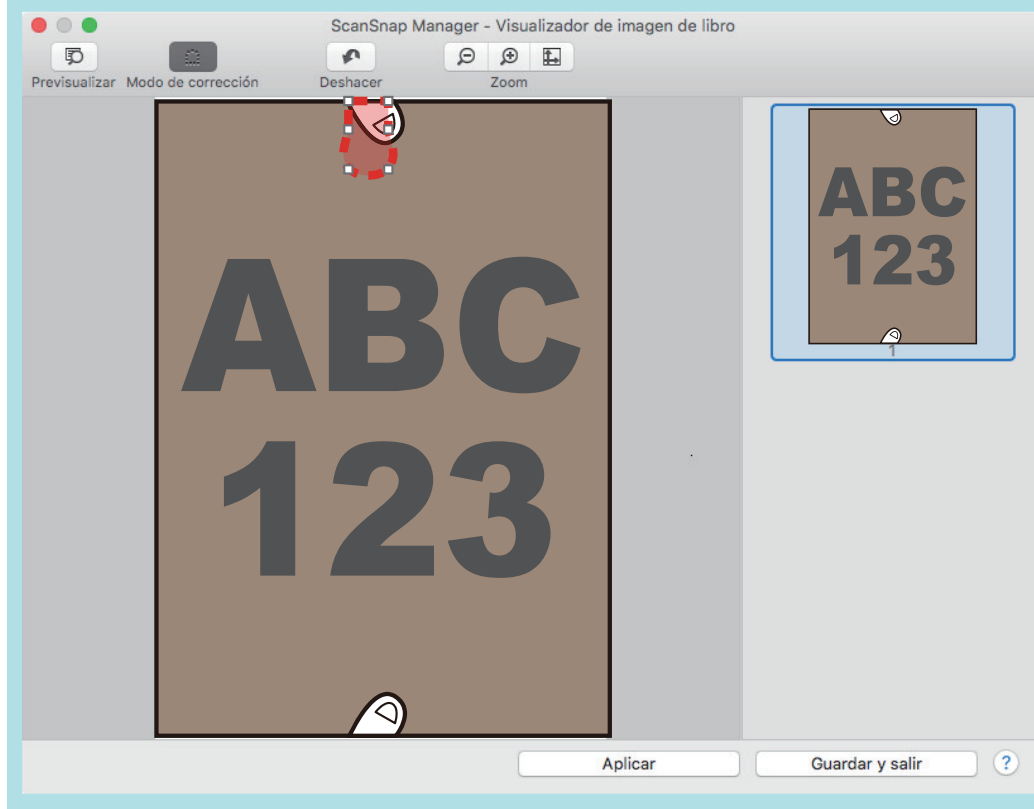 ScanSnap Manager - Visualizador de imagen de libro
Previsualizar Modo de corrección Deshacer Zoom
ABC
123
ABC
123
1
Aplicar Guardar y salir ?